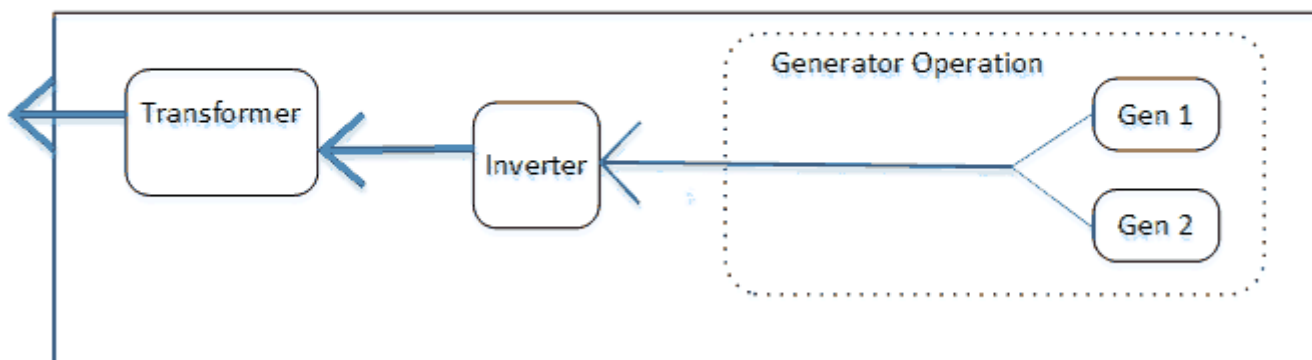 Generator Operation
Transformer
Gen 1
Inverter
Gen 2